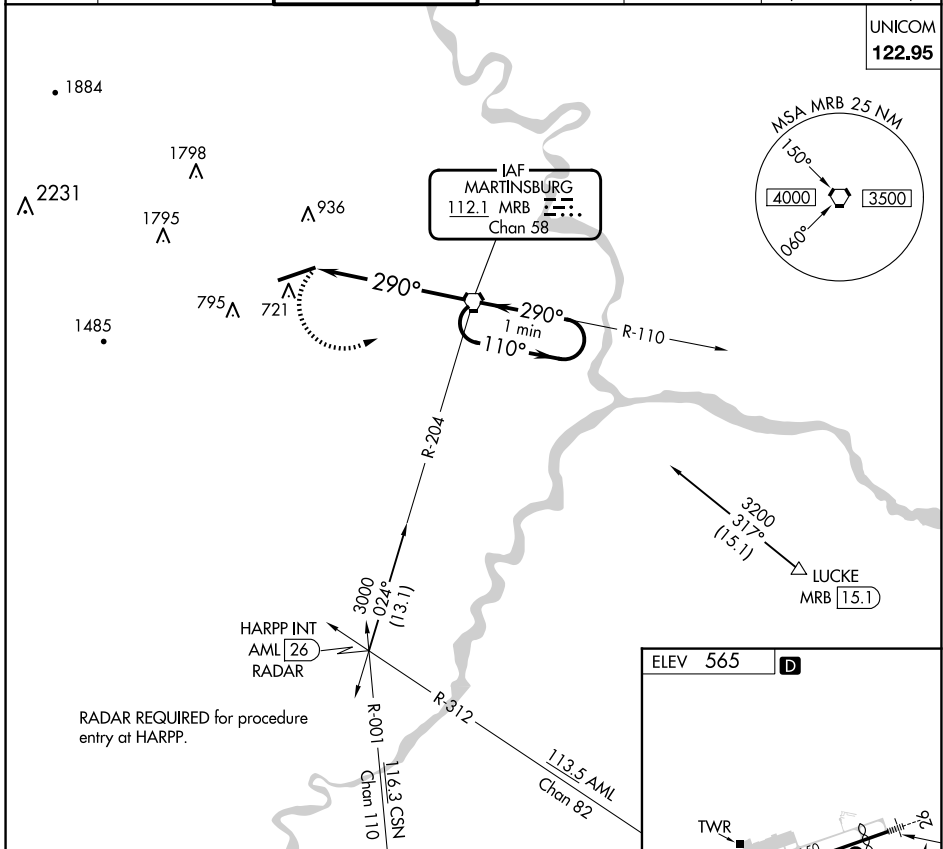 UNICOM
122.95
1884
1798
2231
1795
936
795
721
1485
IAF
MARTINSBURG
112.1 MRB
Chan 58
MSA MRB 25 NM
150°
4000
3500
060°
290°
290°
1 min
110°
R-110
R-204
3200
317°
(15.1)
LUCKE
MRB 15.1
3000
024°
(13.1)
HARPP INT
AML 26
RADAR
R-312
R-001
116.3 CSN
Chan 110
113.5 AML
Chan 82
RADAR REQUIRED for procedure
entry at HARPP.
ELEV 565 D
TWR
26